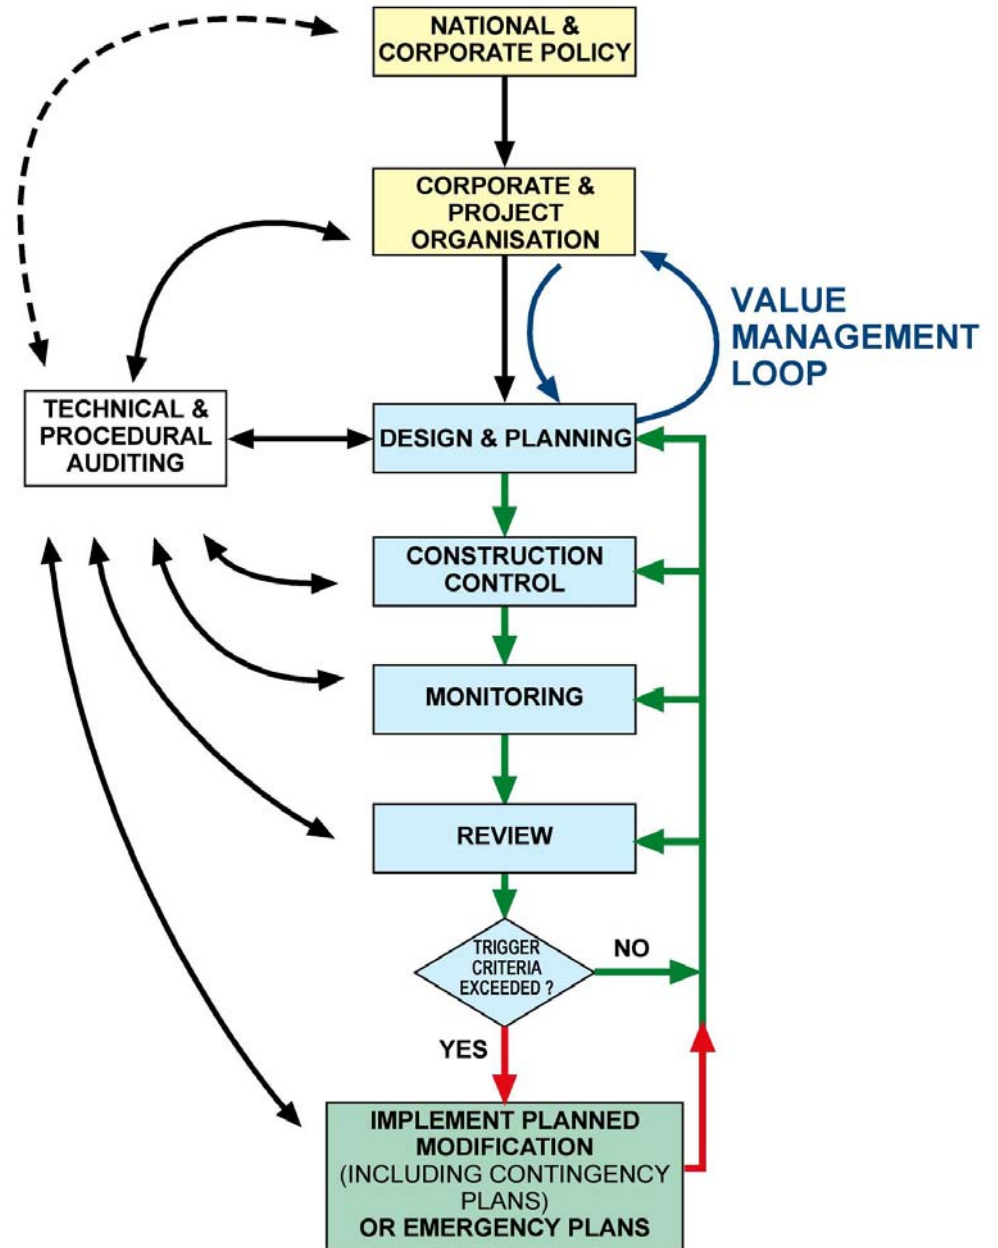 NATIONAL &
CORPORATE POLICY
CORPORATE &
PROJECT
ORGANISATION
VALUE
MANAGEMENT
LOOP
TECHNICAL &
PROCEDURAL
AUDITING
DESIGN & PLANNING
CONSTRUCTION
CONTROL
MONITORING
REVIEW
TRIGGER
CRITERIA
EXCEEDED ?
NO
YES
IMPLEMENT PLANNED
MODIFICATION
(INCLUDING CONTINGENCY
PLANS)
OR EMERGENCY PLANS